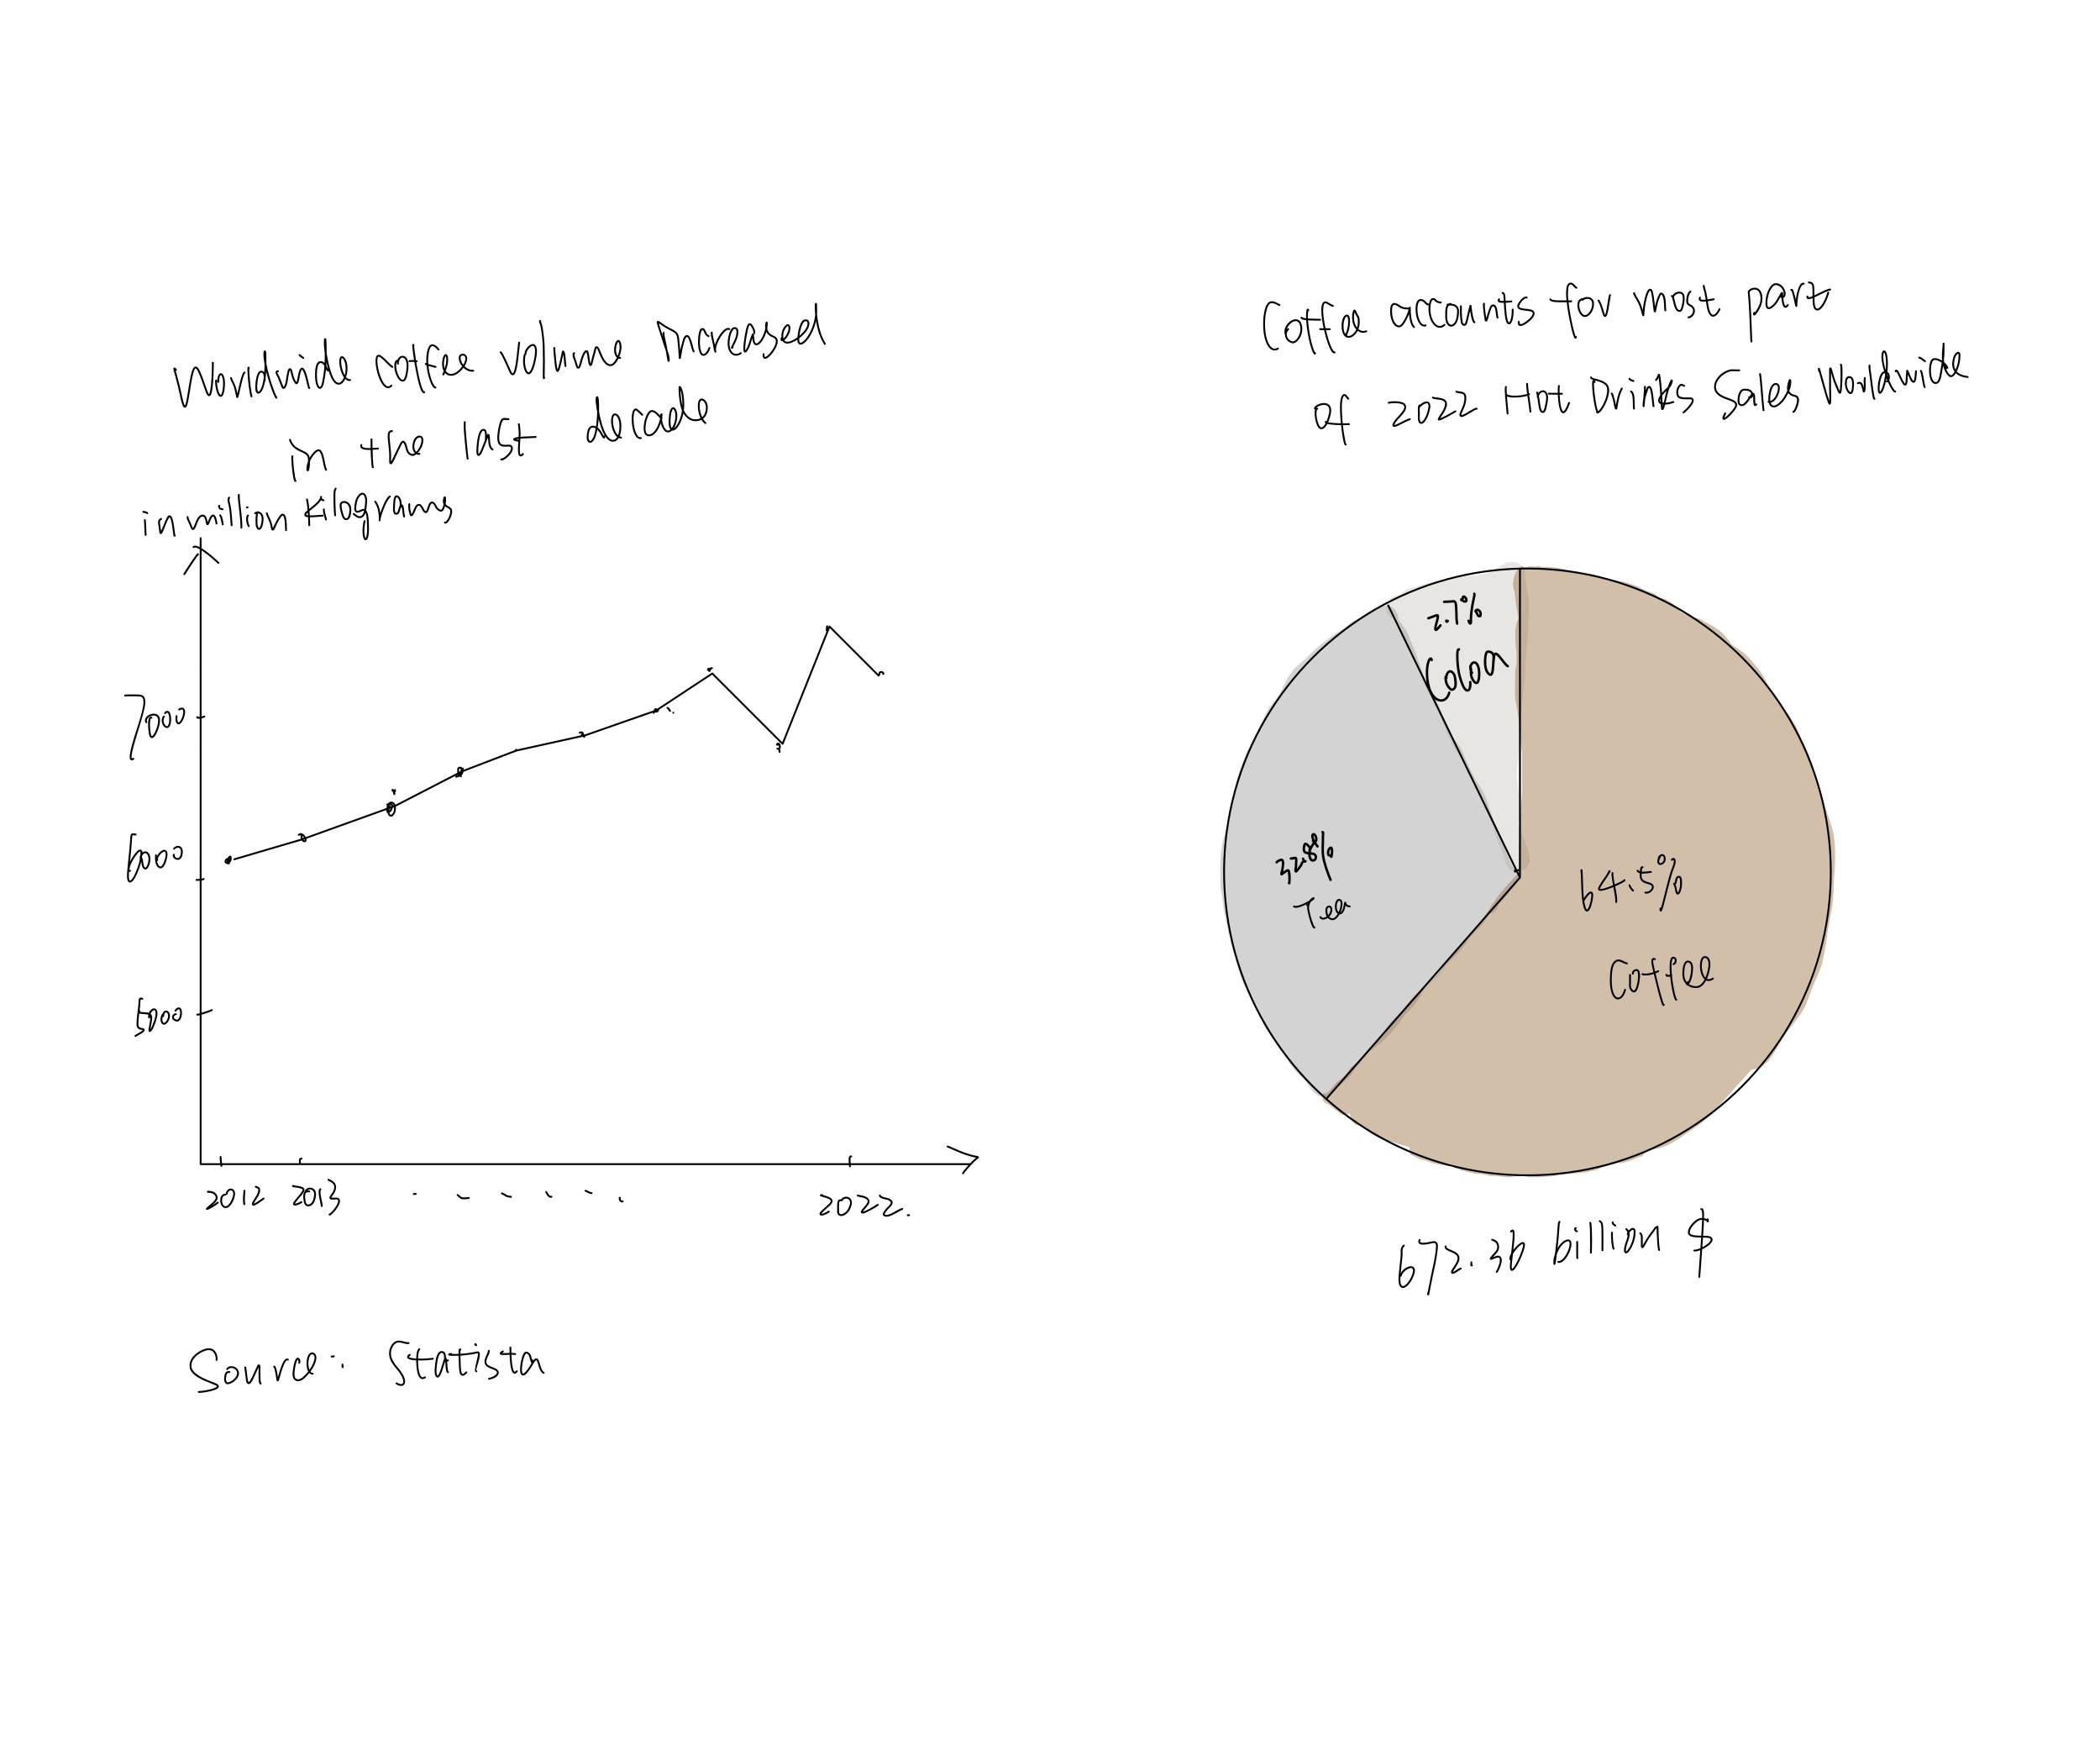 Worldwide coffee volume increased
in the last decade
in million kilograms
7000
6000
5000
2012 2013 2022.
Source: Statista
Coffee accounts for most part
of 2022 Hot Drinks Sales Worldwide
2.7%
Cocoa
32.8%
Tea
64.5%
Coffee
672.36 billion $